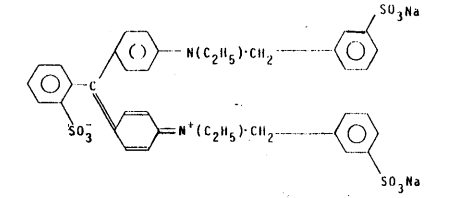 SO3Na
N(C2H5)·CH2
C
SO3-
N+(C2H5)·CH2
SO3Na